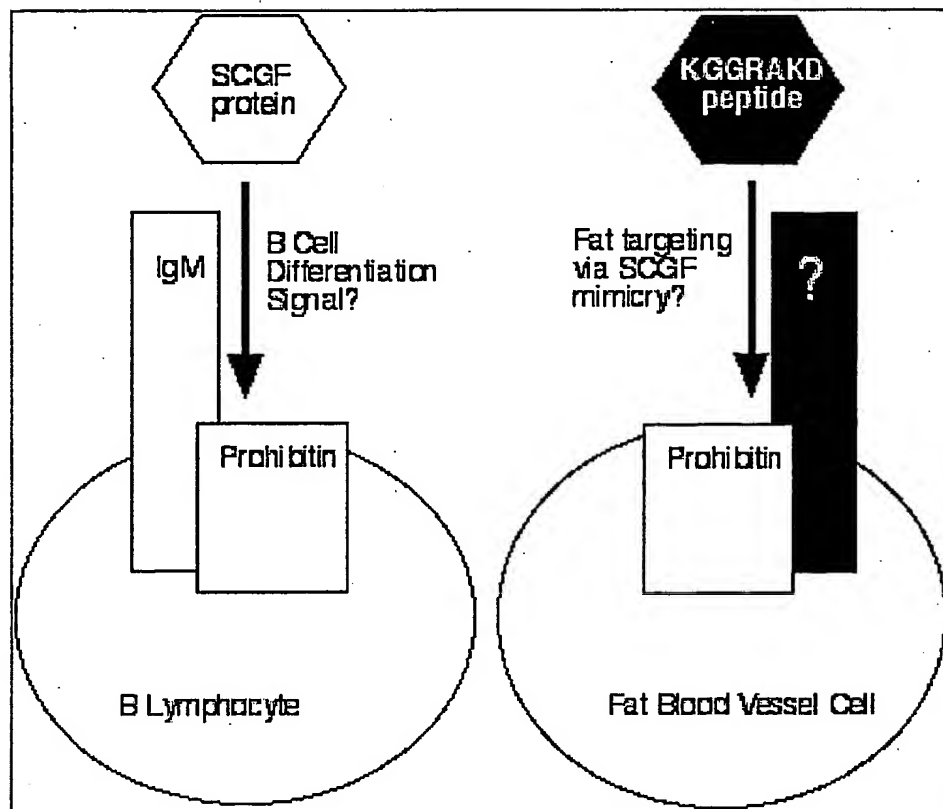 SCGF
protein
KGGRAKD
peptide
IgM
B Cell
Differentiation
Signal?
Fat targeting
via SCGF
mimicry?
?
Prohibitin
Prohibitin
B Lymphocyte
Fat Blood Vessel Cell